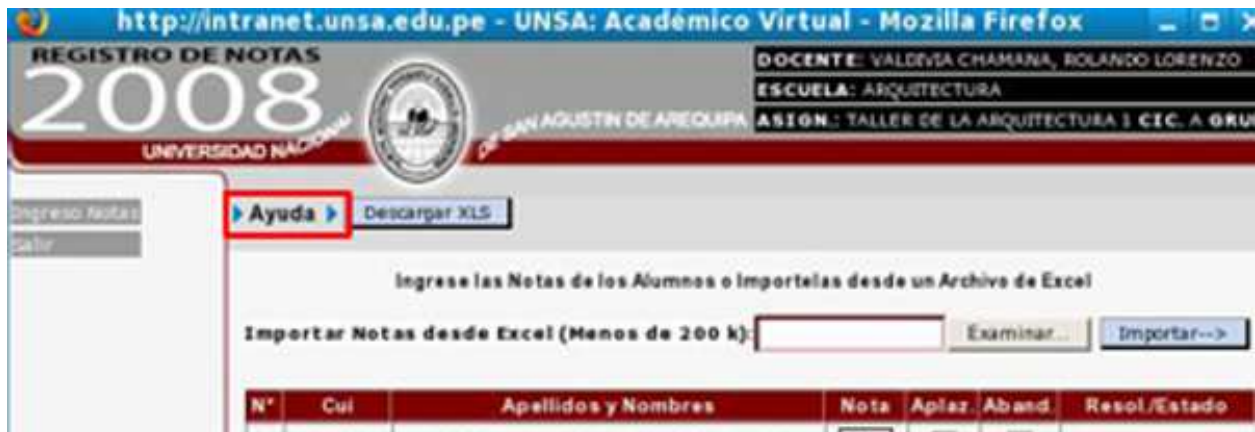 http://intranet.unsa.edu.pe - UNSA: Académico Virtual - Mozilla Firefox
REGISTRO DE NOTAS
2008
UNIVERSIDAD NACIONAL DE SAN AGUSTIN DE AREQUIPA
DOCENTE: VALDIVIA CHAMANA, ROLANDO LORENZO
ESCUELA: ARQUITECTURA
ASIGN.: TALLER DE LA ARQUITECTURA 1 CIC. A GRU
Ingreso Notas
Salir
Ayuda
Descargar XLS
Ingrese las Notas de los Alumnos o Importelas desde un Archivo de Excel
Importar Notas desde Excel (Menos de 200 k):
Examinar...
Importar-->
N° Cui Apellidos y Nombres Nota Aplaz. Aband. Resol./Estado